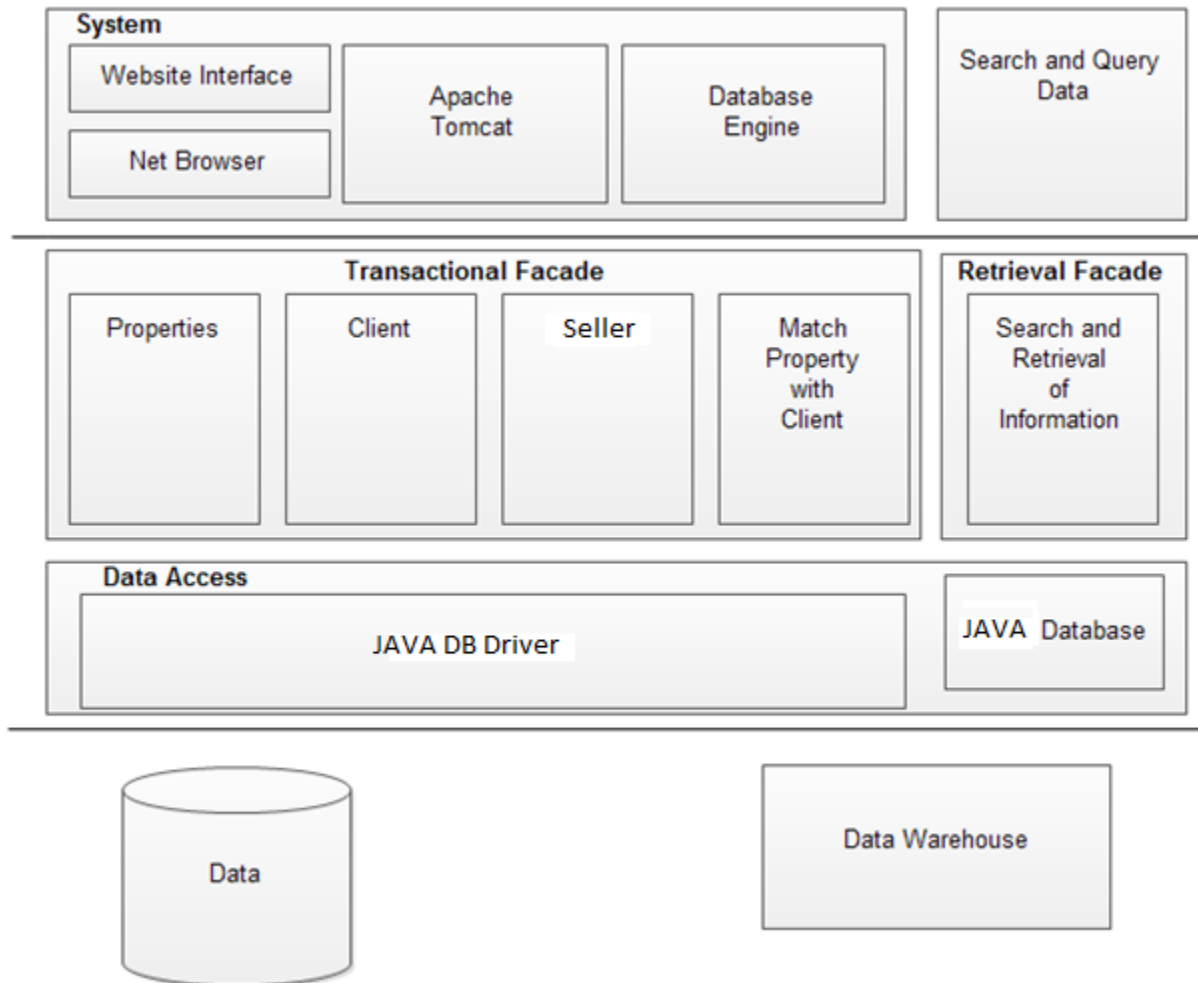 System
Website Interface
Net Browser
Apache
Tomcat
Database
Engine
Search and Query
Data
Transactional Facade
Properties
Client
Seller
Match
Property
with
Client
Retrieval Facade
Search and
Retrieval
of
Information
Data Access
JAVA DB Driver
JAVA Database
Data
Data Warehouse